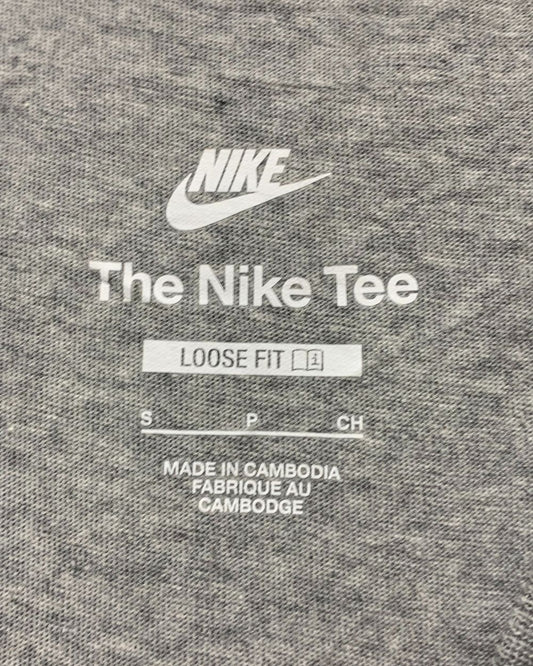 NIKE
The Nike Tee
LOOSE FIT
S P CH
MADE IN CAMBODIA
FABRIQUE AU
CAMBODGE